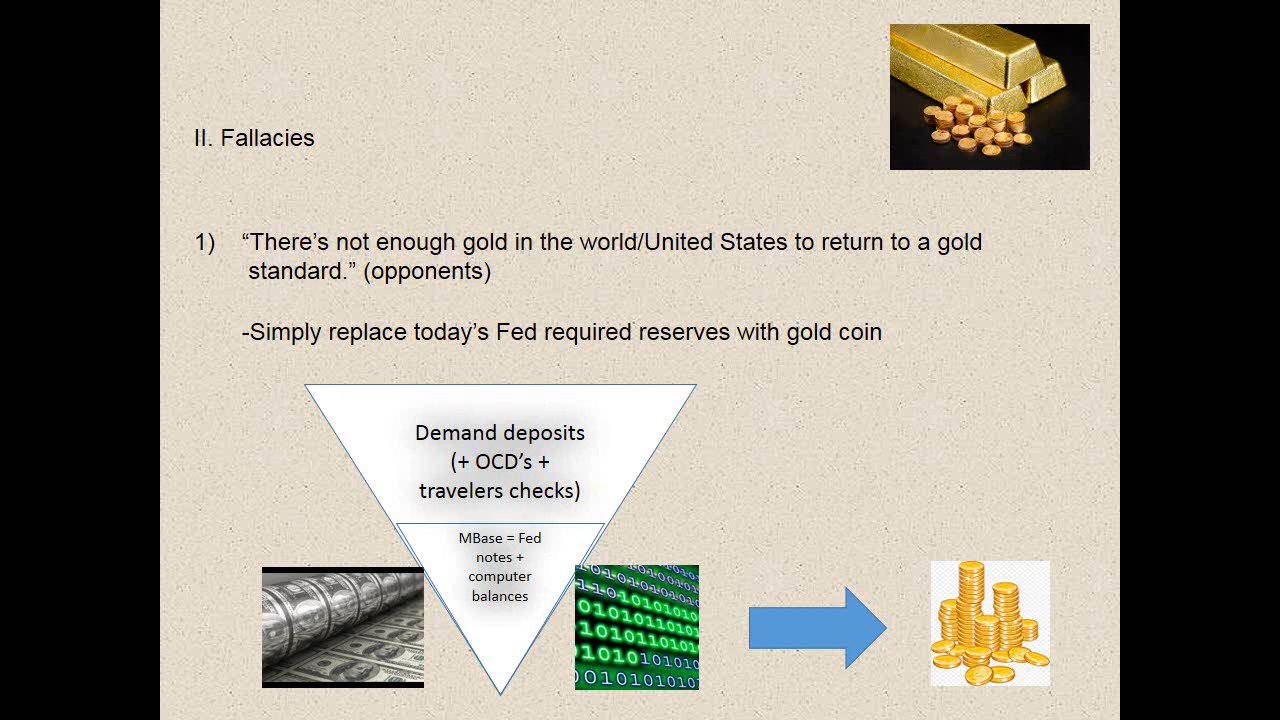 II. Fallacies
1) “There’s not enough gold in the world/United States to return to a gold
standard.” (opponents)
-Simply replace today’s Fed required reserves with gold coin
Demand deposits
(+ OCD’s +
travelers checks)
MBase = Fed
notes +
computer
balances